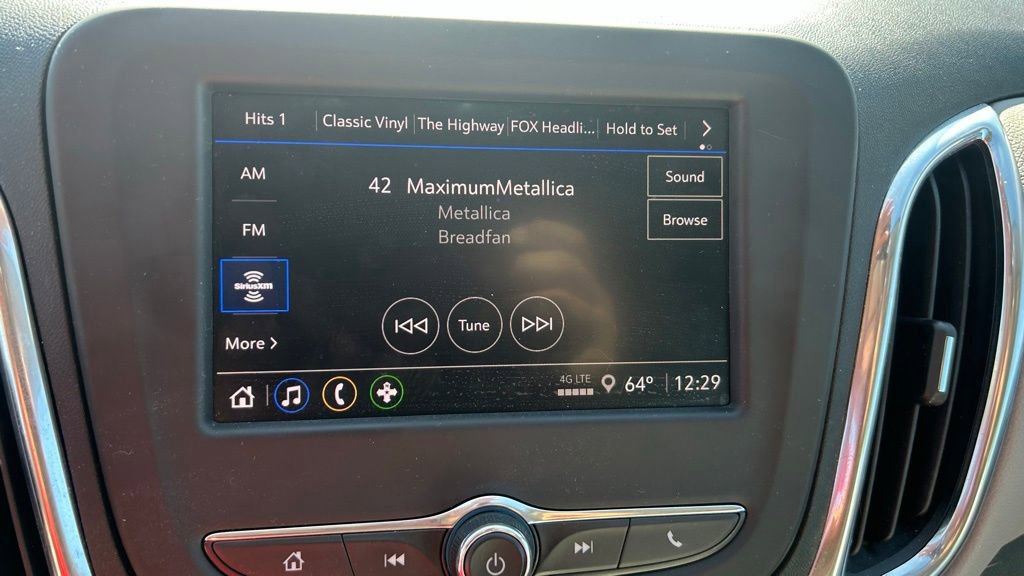 Hits 1 Classic Vinyl The Highway FOX Headli... Hold to Set
AM
42 MaximumMetallica
Sound
Metallica
Browse
FM
Breadfan
SiriusXM
Tune
More
4G LTE
64° 12:29